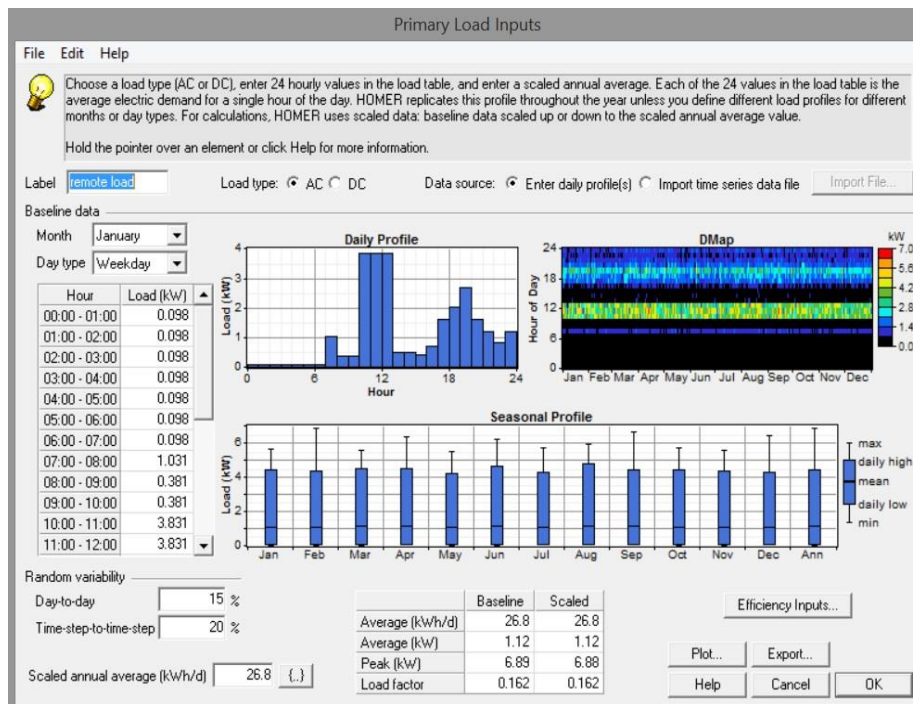 Primary Load Inputs
File Edit Help
Choose a load type (AC or DC), enter 24 hourly values in the load table, and enter a scaled annual average. Each of the 24 values in the load table is the
average electric demand for a single hour of the day. HOMER replicates this profile throughout the year unless you define different load profiles for different
months or day types. For calculations, HOMER uses scaled data: baseline data scaled up or down to the scaled annual average value.
Hold the pointer over an element or click Help for more information.
Label remote load Load type: AC DC Data source: Enter daily profile(s) Import time series data file Import File...
Baseline data
Month January
Day type Weekday
Hour Load (kW)
00:00 - 01:00 0.098
01:00 - 02:00 0.098
02:00 - 03:00 0.098
03:00 - 04:00 0.098
04:00 - 05:00 0.098
05:00 - 06:00 0.098
06:00 - 07:00 0.098
07:00 - 08:00 1.031
08:00 - 09:00 0.381
09:00 - 10:00 0.381
10:00 - 11:00 3.831
11:00 - 12:00 3.831
Daily Profile
Load (kW)
4
3
2
1
0
0 6 12 18 24
Hour
DMap
Hour of Day
24
18
12
6
0
Jan Feb Mar Apr May Jun Jul Aug Sep Oct Nov Dec
kW
7.0
5.6
4.2
2.8
1.4
0.0
Seasonal Profile
Load (kW)
6
4
2
0
Jan Feb Mar Apr May Jun Jul Aug Sep Oct Nov Dec Ann
max
daily high
mean
daily low
min
Random variability
Day-to-day 15 %
Time-step-to-time-step 20 %
Scaled annual average (kWh/d) 26.8 {..}
Baseline Scaled
Average (kWh/d) 26.8 26.8
Average (kW) 1.12 1.12
Peak (kW) 6.89 6.88
Load factor 0.162 0.162
Efficiency Inputs...
Plot... Export...
Help Cancel OK